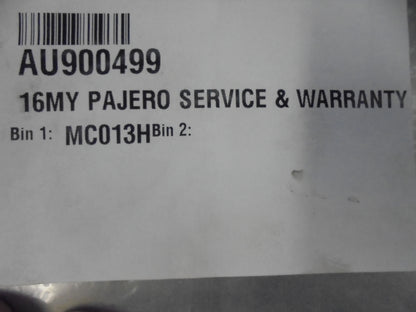 AU900499
16MY PAJERO SERVICE & WARRANTY
Bin 1: MC013H Bin 2: